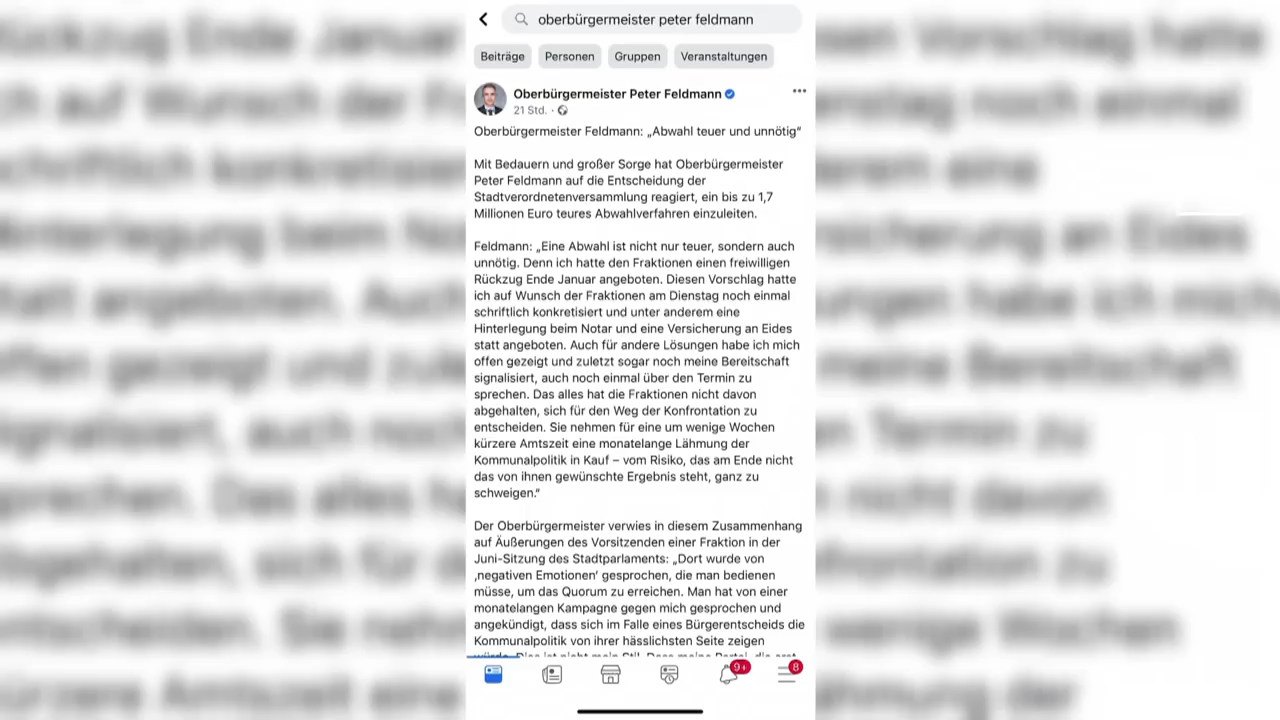 oberbürgermeister peter feldmann
Beiträge
Personen
Gruppen
Veranstaltungen
Oberbürgermeister Peter Feldmann
21 Std. ·
Oberbürgermeister Feldmann: „Abwahl teuer und unnötig“
Mit Bedauern und großer Sorge hat Oberbürgermeister
Peter Feldmann auf die Entscheidung der
Stadtverordnetenversammlung reagiert, ein bis zu 1,7
Millionen Euro teures Abwahlverfahren einzuleiten.
Feldmann: „Eine Abwahl ist nicht nur teuer, sondern auch
unnötig. Denn ich hatte den Fraktionen einen freiwilligen
Rückzug Ende Januar angeboten. Diesen Vorschlag hatte
ich auf Wunsch der Fraktionen am Dienstag noch einmal
schriftlich konkretisiert und unter anderem eine
Hinterlegung beim Notar und eine Versicherung an Eides
statt angeboten. Auch für andere Lösungen habe ich mich
offen gezeigt und zuletzt sogar noch meine Bereitschaft
signalisiert, auch noch einmal über den Termin zu
sprechen. Das alles hat die Fraktionen nicht davon
abgehalten, sich für den Weg der Konfrontation zu
entscheiden. Sie nehmen für eine um wenige Wochen
kürzere Amtszeit eine monatelange Lähmung der
Kommunalpolitik in Kauf – vom Risiko, das am Ende nicht
das von ihnen gewünschte Ergebnis steht, ganz zu
schweigen.“
Der Oberbürgermeister verwies in diesem Zusammenhang
auf Äußerungen des Vorsitzenden einer Fraktion in der
Juni-Sitzung des Stadtparlaments: „Dort wurde von
‚negativen Emotionen‘ gesprochen, die man bedienen
müsse, um das Quorum zu erreichen. Man hat von einer
monatelangen Kampagne gegen mich gesprochen und
angekündigt, dass sich im Falle eines Bürgerentscheids die
Kommunalpolitik von ihrer hässlichsten Seite zeigen
9+
8